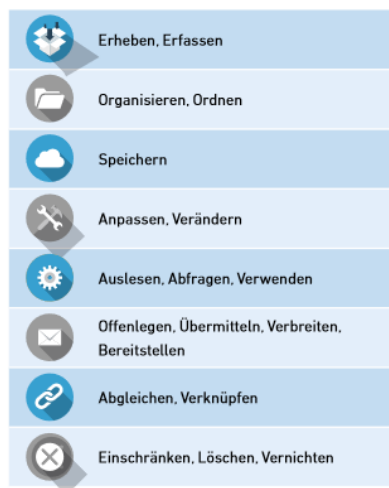 Erheben, Erfassen
Organisieren, Ordnen
Speichern
Anpassen, Verändern
Auslesen, Abfragen, Verwenden
Offenlegen, Übermitteln, Verbreiten,
Bereitstellen
Abgleichen, Verknüpfen
Einschränken, Löschen, Vernichten